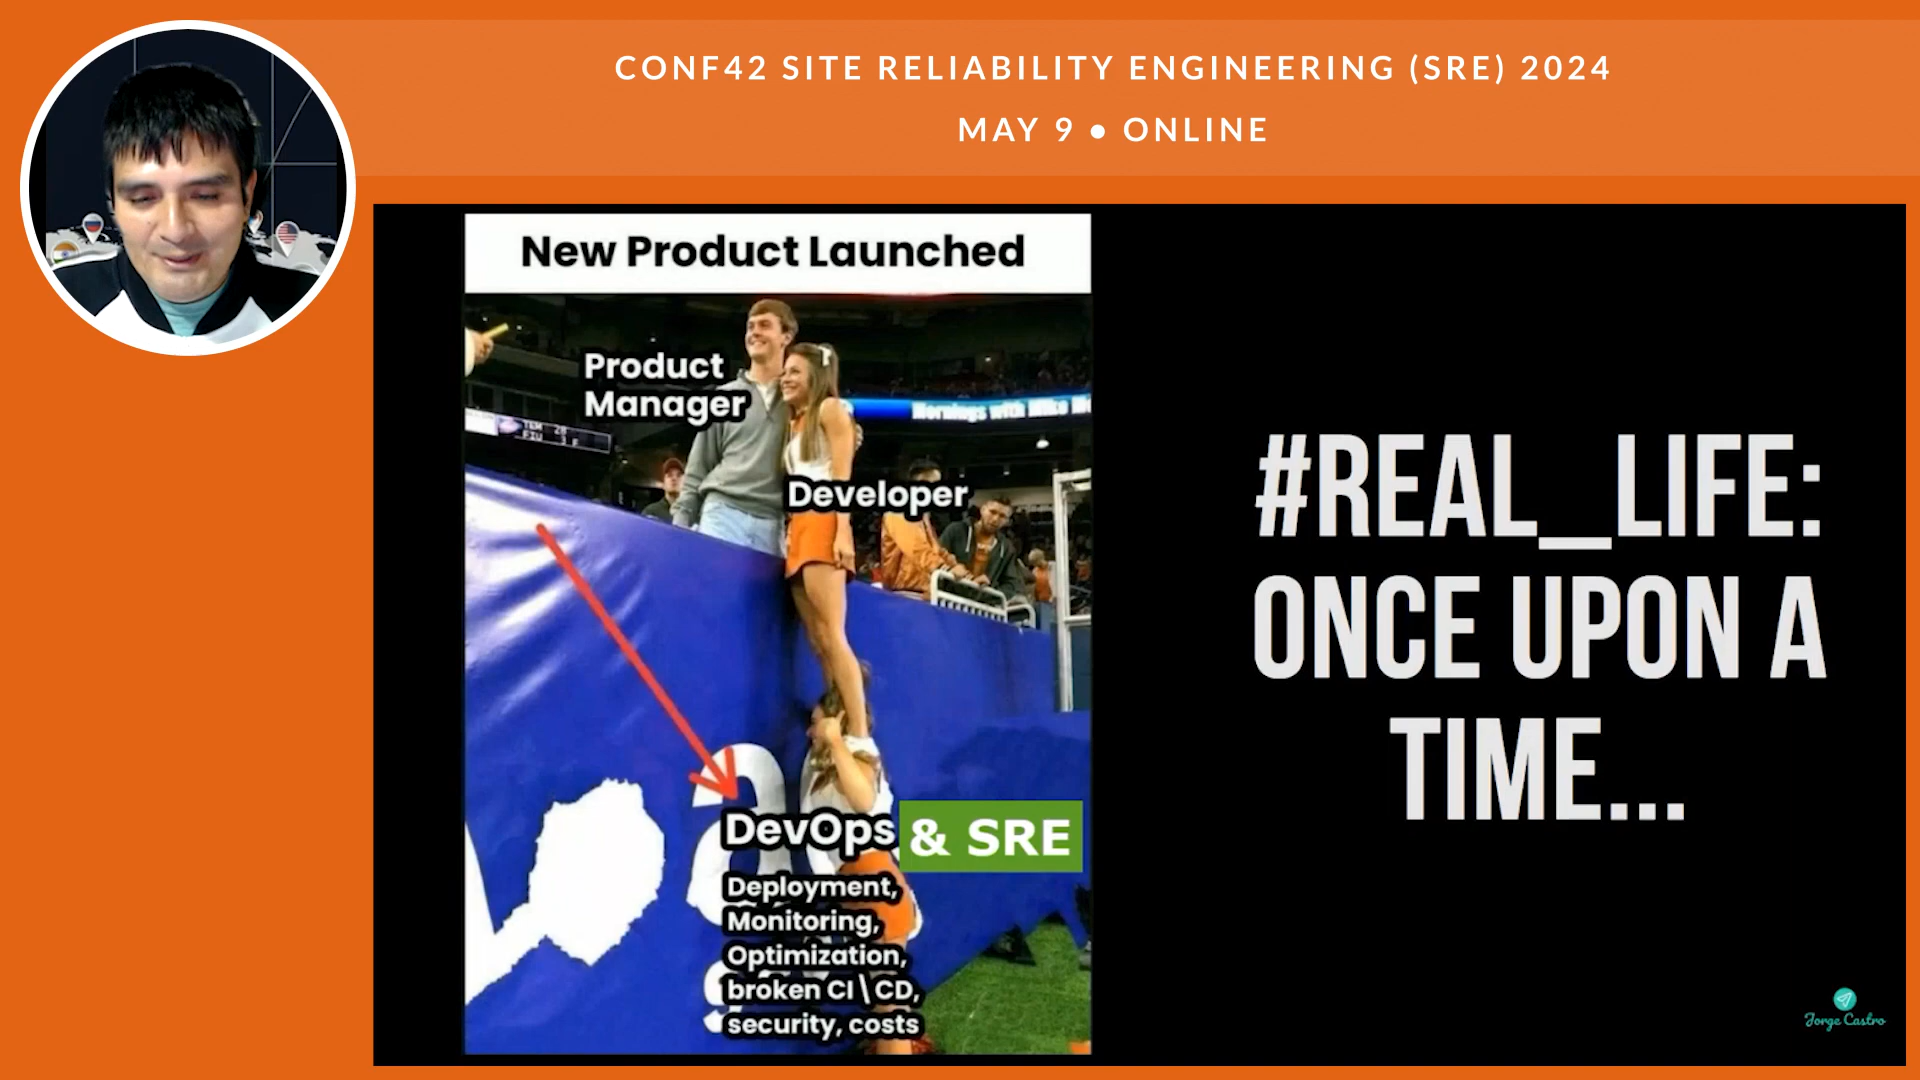 CONF42 SITE RELIABILITY ENGINEERING (SRE) 2024
MAY 9 • ONLINE
New Product Launched
Product
Manager
Developer
DevOps & SRE
Deployment,
Monitoring,
Optimization,
broken CI\CD,
security, costs
#REAL_LIFE:
ONCE UPON A
TIME...
Jorge Castro